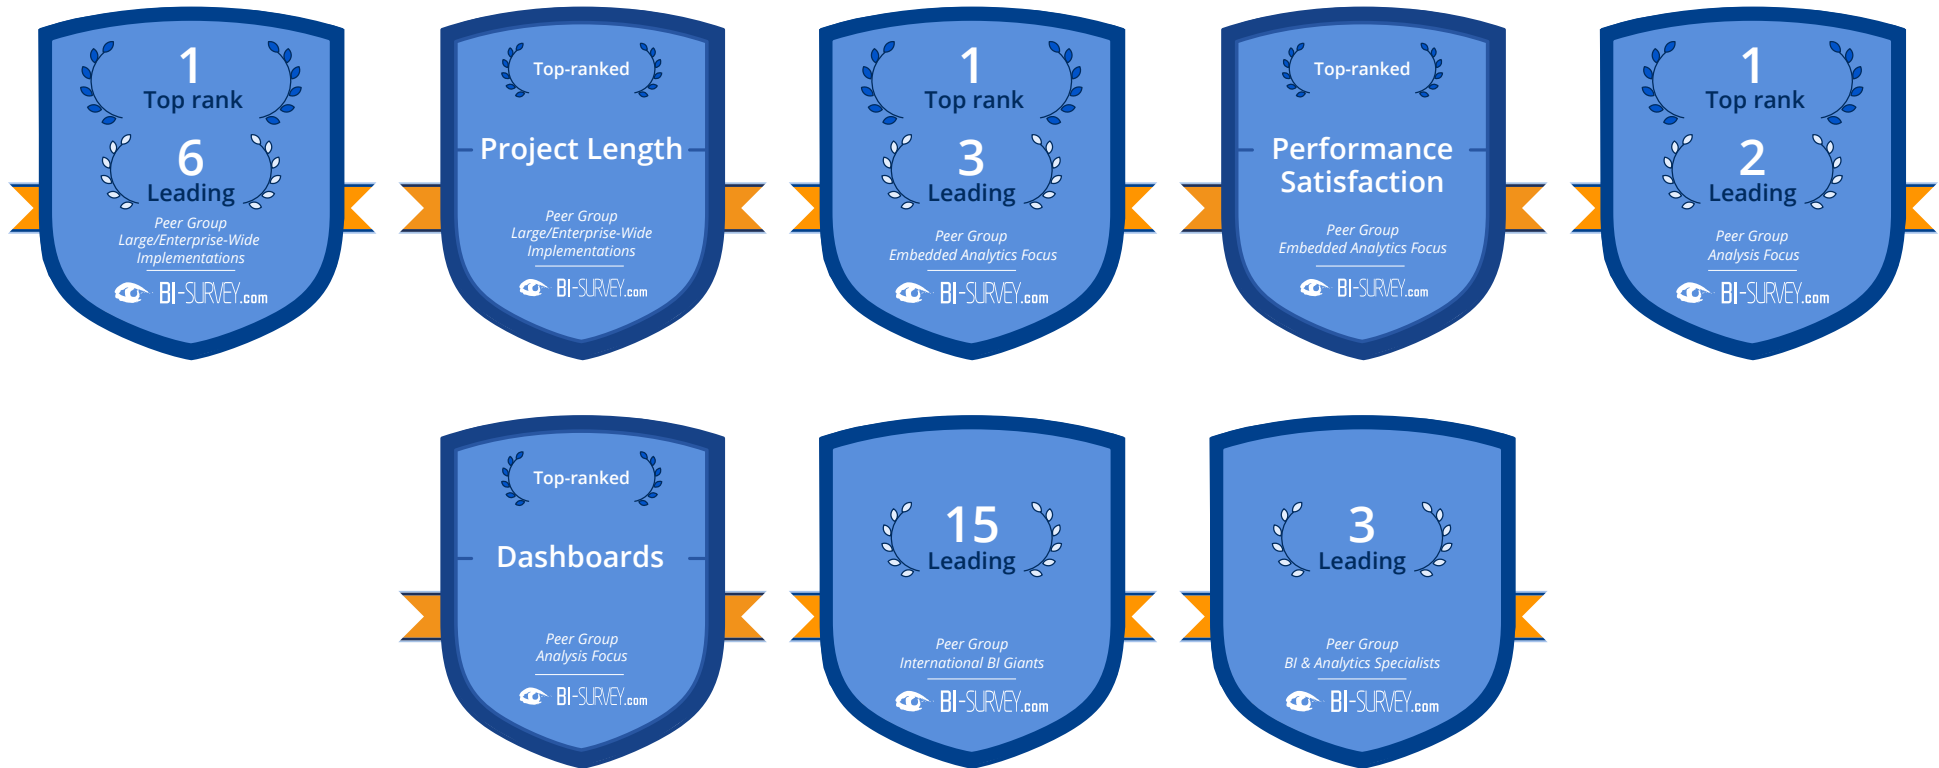 1
Top rank
6
Leading
Peer Group
Large/Enterprise-Wide
Implementations
BI-SURVEY.com
Top-ranked
Project Length
Peer Group
Large/Enterprise-Wide
Implementations
BI-SURVEY.com
1
Top rank
3
Leading
Peer Group
Embedded Analytics Focus
BI-SURVEY.com
Top-ranked
Performance
Satisfaction
Peer Group
Embedded Analytics Focus
BI-SURVEY.com
1
Top rank
2
Leading
Peer Group
Analysis Focus
BI-SURVEY.com
Top-ranked
Dashboards
Peer Group
Analysis Focus
BI-SURVEY.com
15
Leading
Peer Group
International BI Giants
BI-SURVEY.com
3
Leading
Peer Group
BI & Analytics Specialists
BI-SURVEY.com